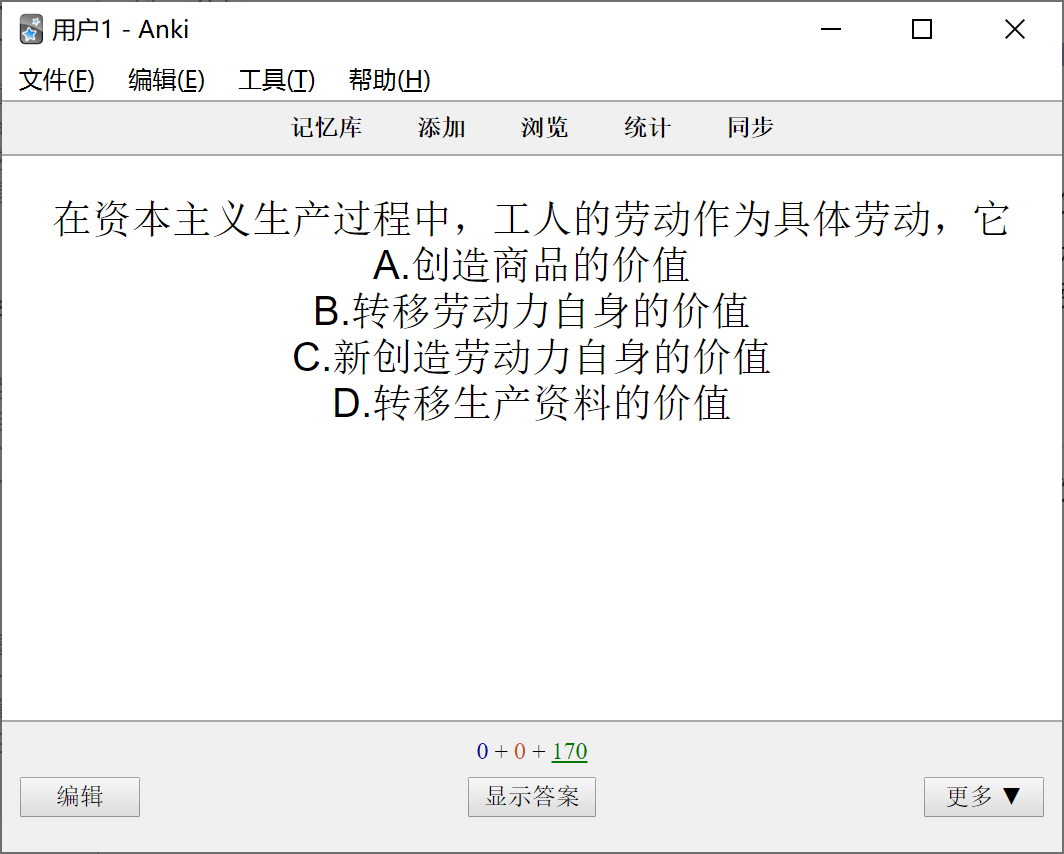 用户1 - Anki
文件(F) 编辑(E) 工具(T) 帮助(H)
记忆库 添加 浏览 统计 同步
在资本主义生产过程中，工人的劳动作为具体劳动，它
A.创造商品的价值
B.转移劳动力自身的价值
C.新创造劳动力自身的价值
D.转移生产资料的价值
0 + 0 + 170
编辑 显示答案 更多 ▼